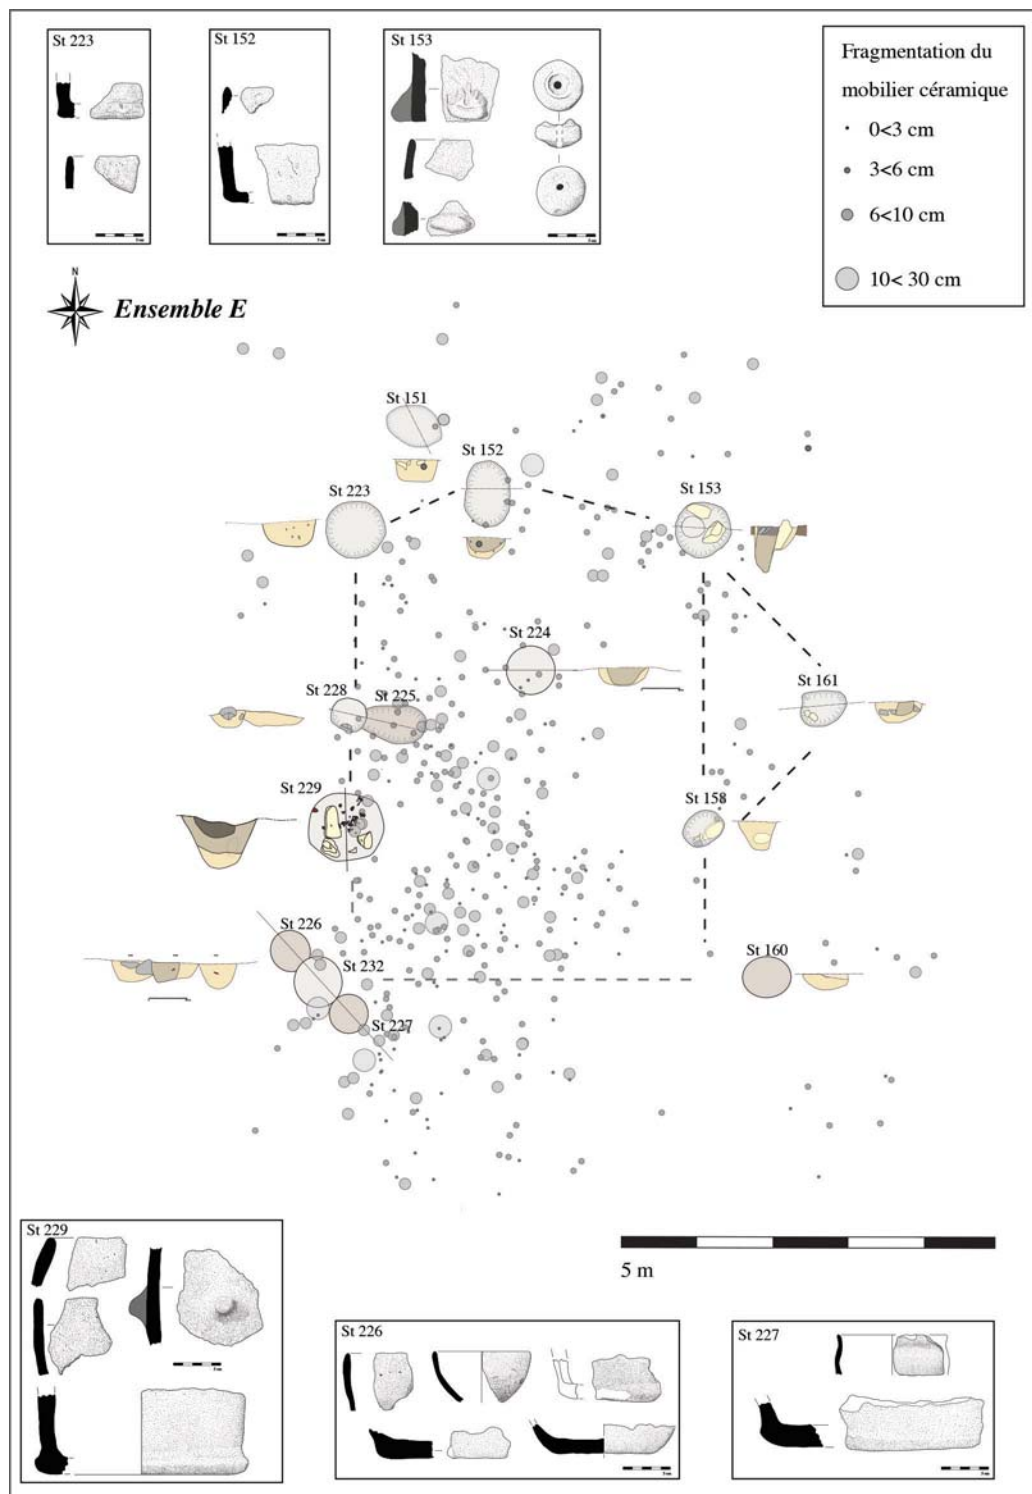 St 223
St 152
St 153
Fragmentation du
mobilier céramique
0<3 cm
3<6 cm
6<10 cm
10< 30 cm
N
Ensemble E
St 151
St 152
St 223
St 153
St 224
St 161
St 228
St 225
St 229
St 158
St 226
St 232
St 160
St 227
St 229
5 m
St 226
St 227